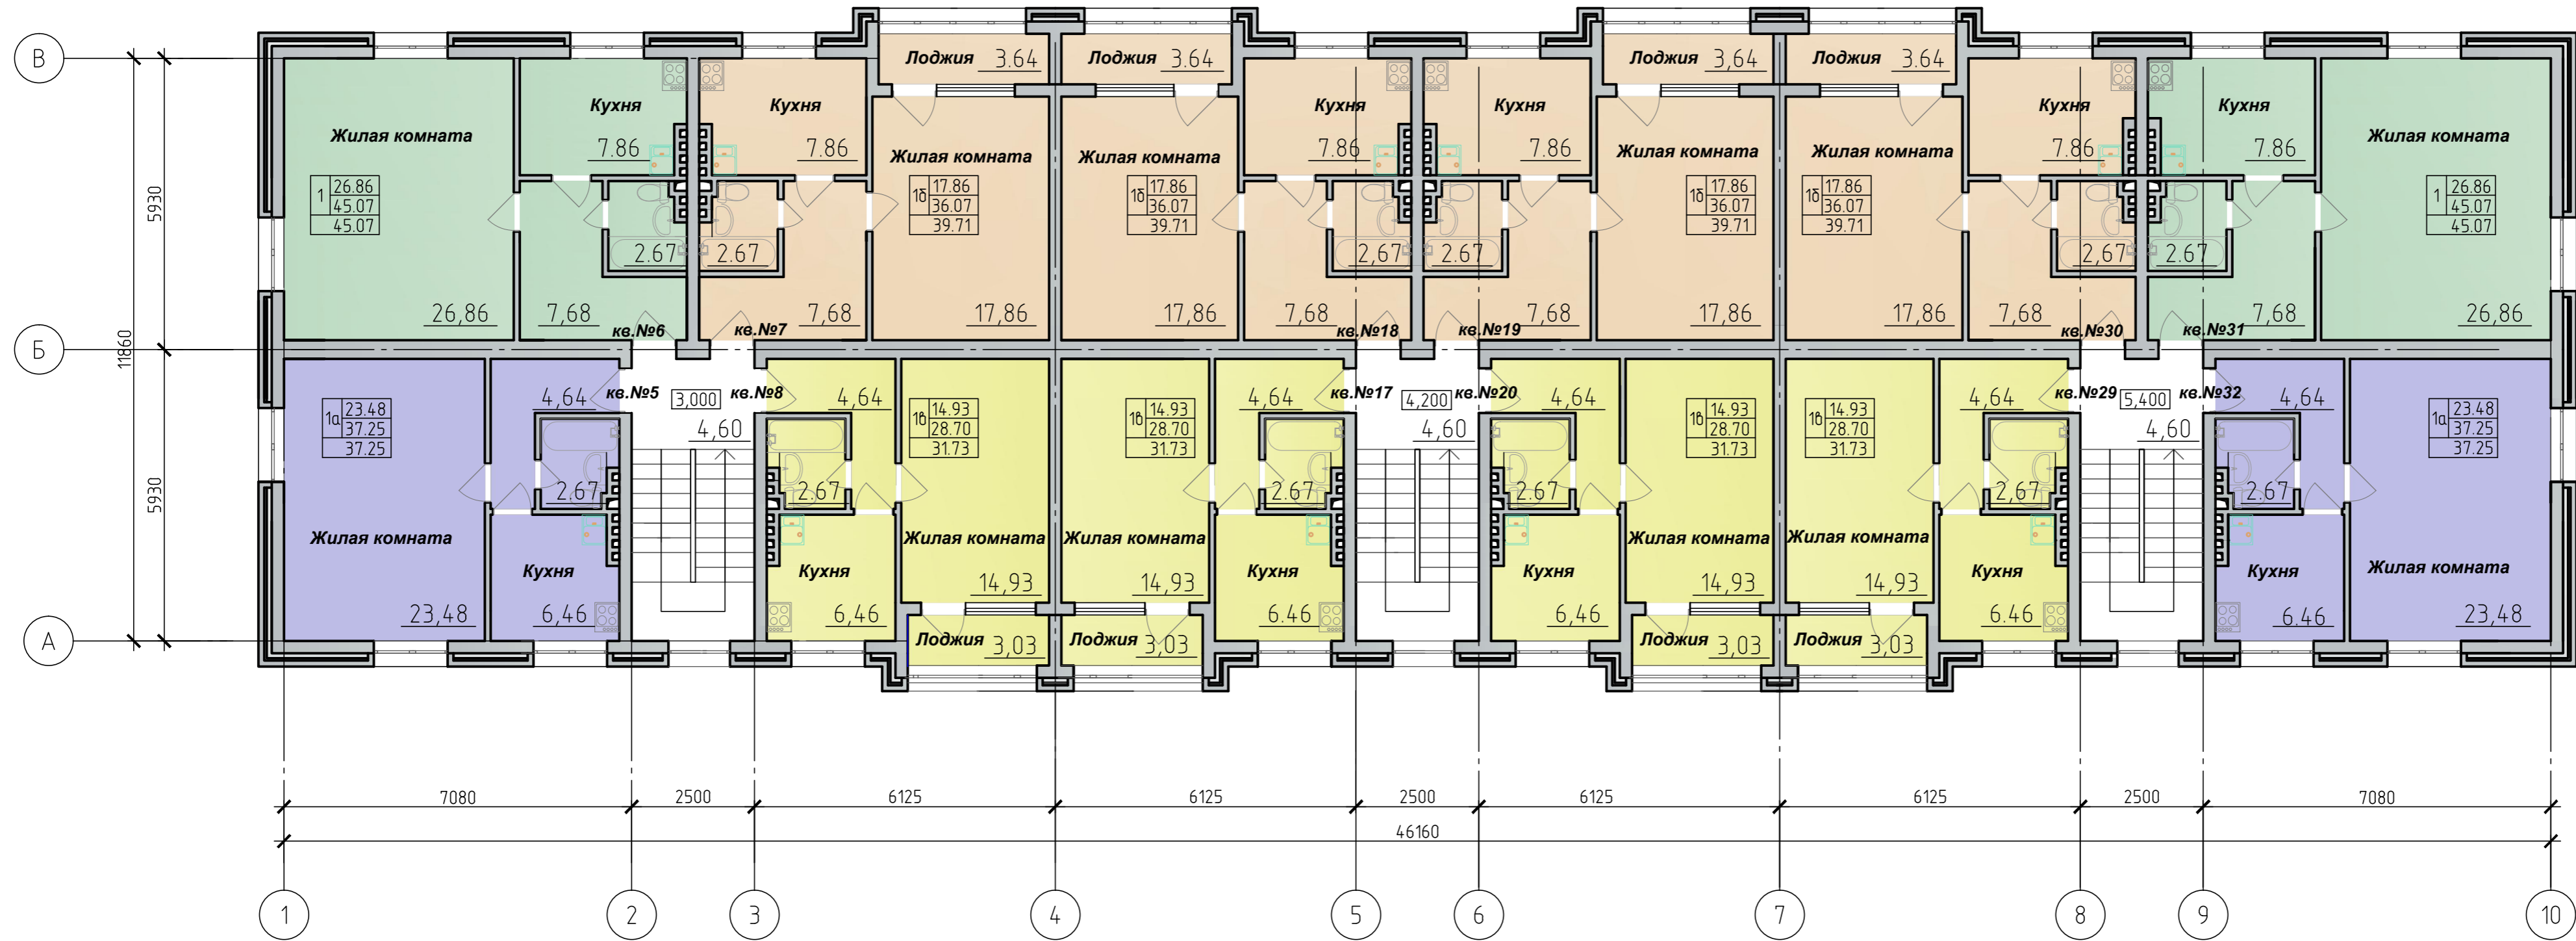 В
Б
А
11860
5930
5930
Лоджия 3.64
Лоджия 3.64
Лоджия 3,64
Лоджия 3.64
Жилая комната
1
26.86
45.07
45.07
26,86
Кухня
7.86
2.67
7,68
кв.№6
Кухня
7.86
2.67
кв.№7
7,68
Жилая комната
1б
17.86
36.07
39.71
17,86
Жилая комната
1б
17.86
36.07
39.71
17,86
Кухня
7.86
2,67
7,68
кв.№18
Кухня
7.86
2.67
кв.№19
7,68
Жилая комната
1б
17.86
36.07
39.71
17,86
Жилая комната
1б
17.86
36.07
39.71
17,86
Кухня
7.86
2,67
7,68
кв.№30
Кухня
7.86
2.67
кв.№31
7,68
Жилая комната
1
26.86
45.07
45.07
26,86
1а
23.48
37.25
37.25
Жилая комната
23,48
4,64
2.67
Кухня
6,46
кв.№5
3,000
кв.№8
4,60
4,64
2.67
Кухня
6,46
1в
14.93
28.70
31.73
Жилая комната
14,93
Лоджия 3,03
1в
14.93
28.70
31.73
Жилая комната
14,93
Лоджия 3,03
4,64
2.67
Кухня
6.46
кв.№17
4,200
кв.№20
4,60
4,64
2.67
Кухня
6,46
1в
14.93
28.70
31.73
Жилая комната
14,93
Лоджия 3,03
1в
14.93
28.70
31.73
Жилая комната
14,93
Лоджия 3,03
4,64
2,67
Кухня
6.46
кв.№29
5,400
кв.№32
4,60
4,64
2.67
Кухня
6.46
1а
23.48
37.25
37.25
Жилая комната
23,48
7080
2500
6125
6125
2500
6125
6125
2500
7080
46160
1
2
3
4
5
6
7
8
9
10